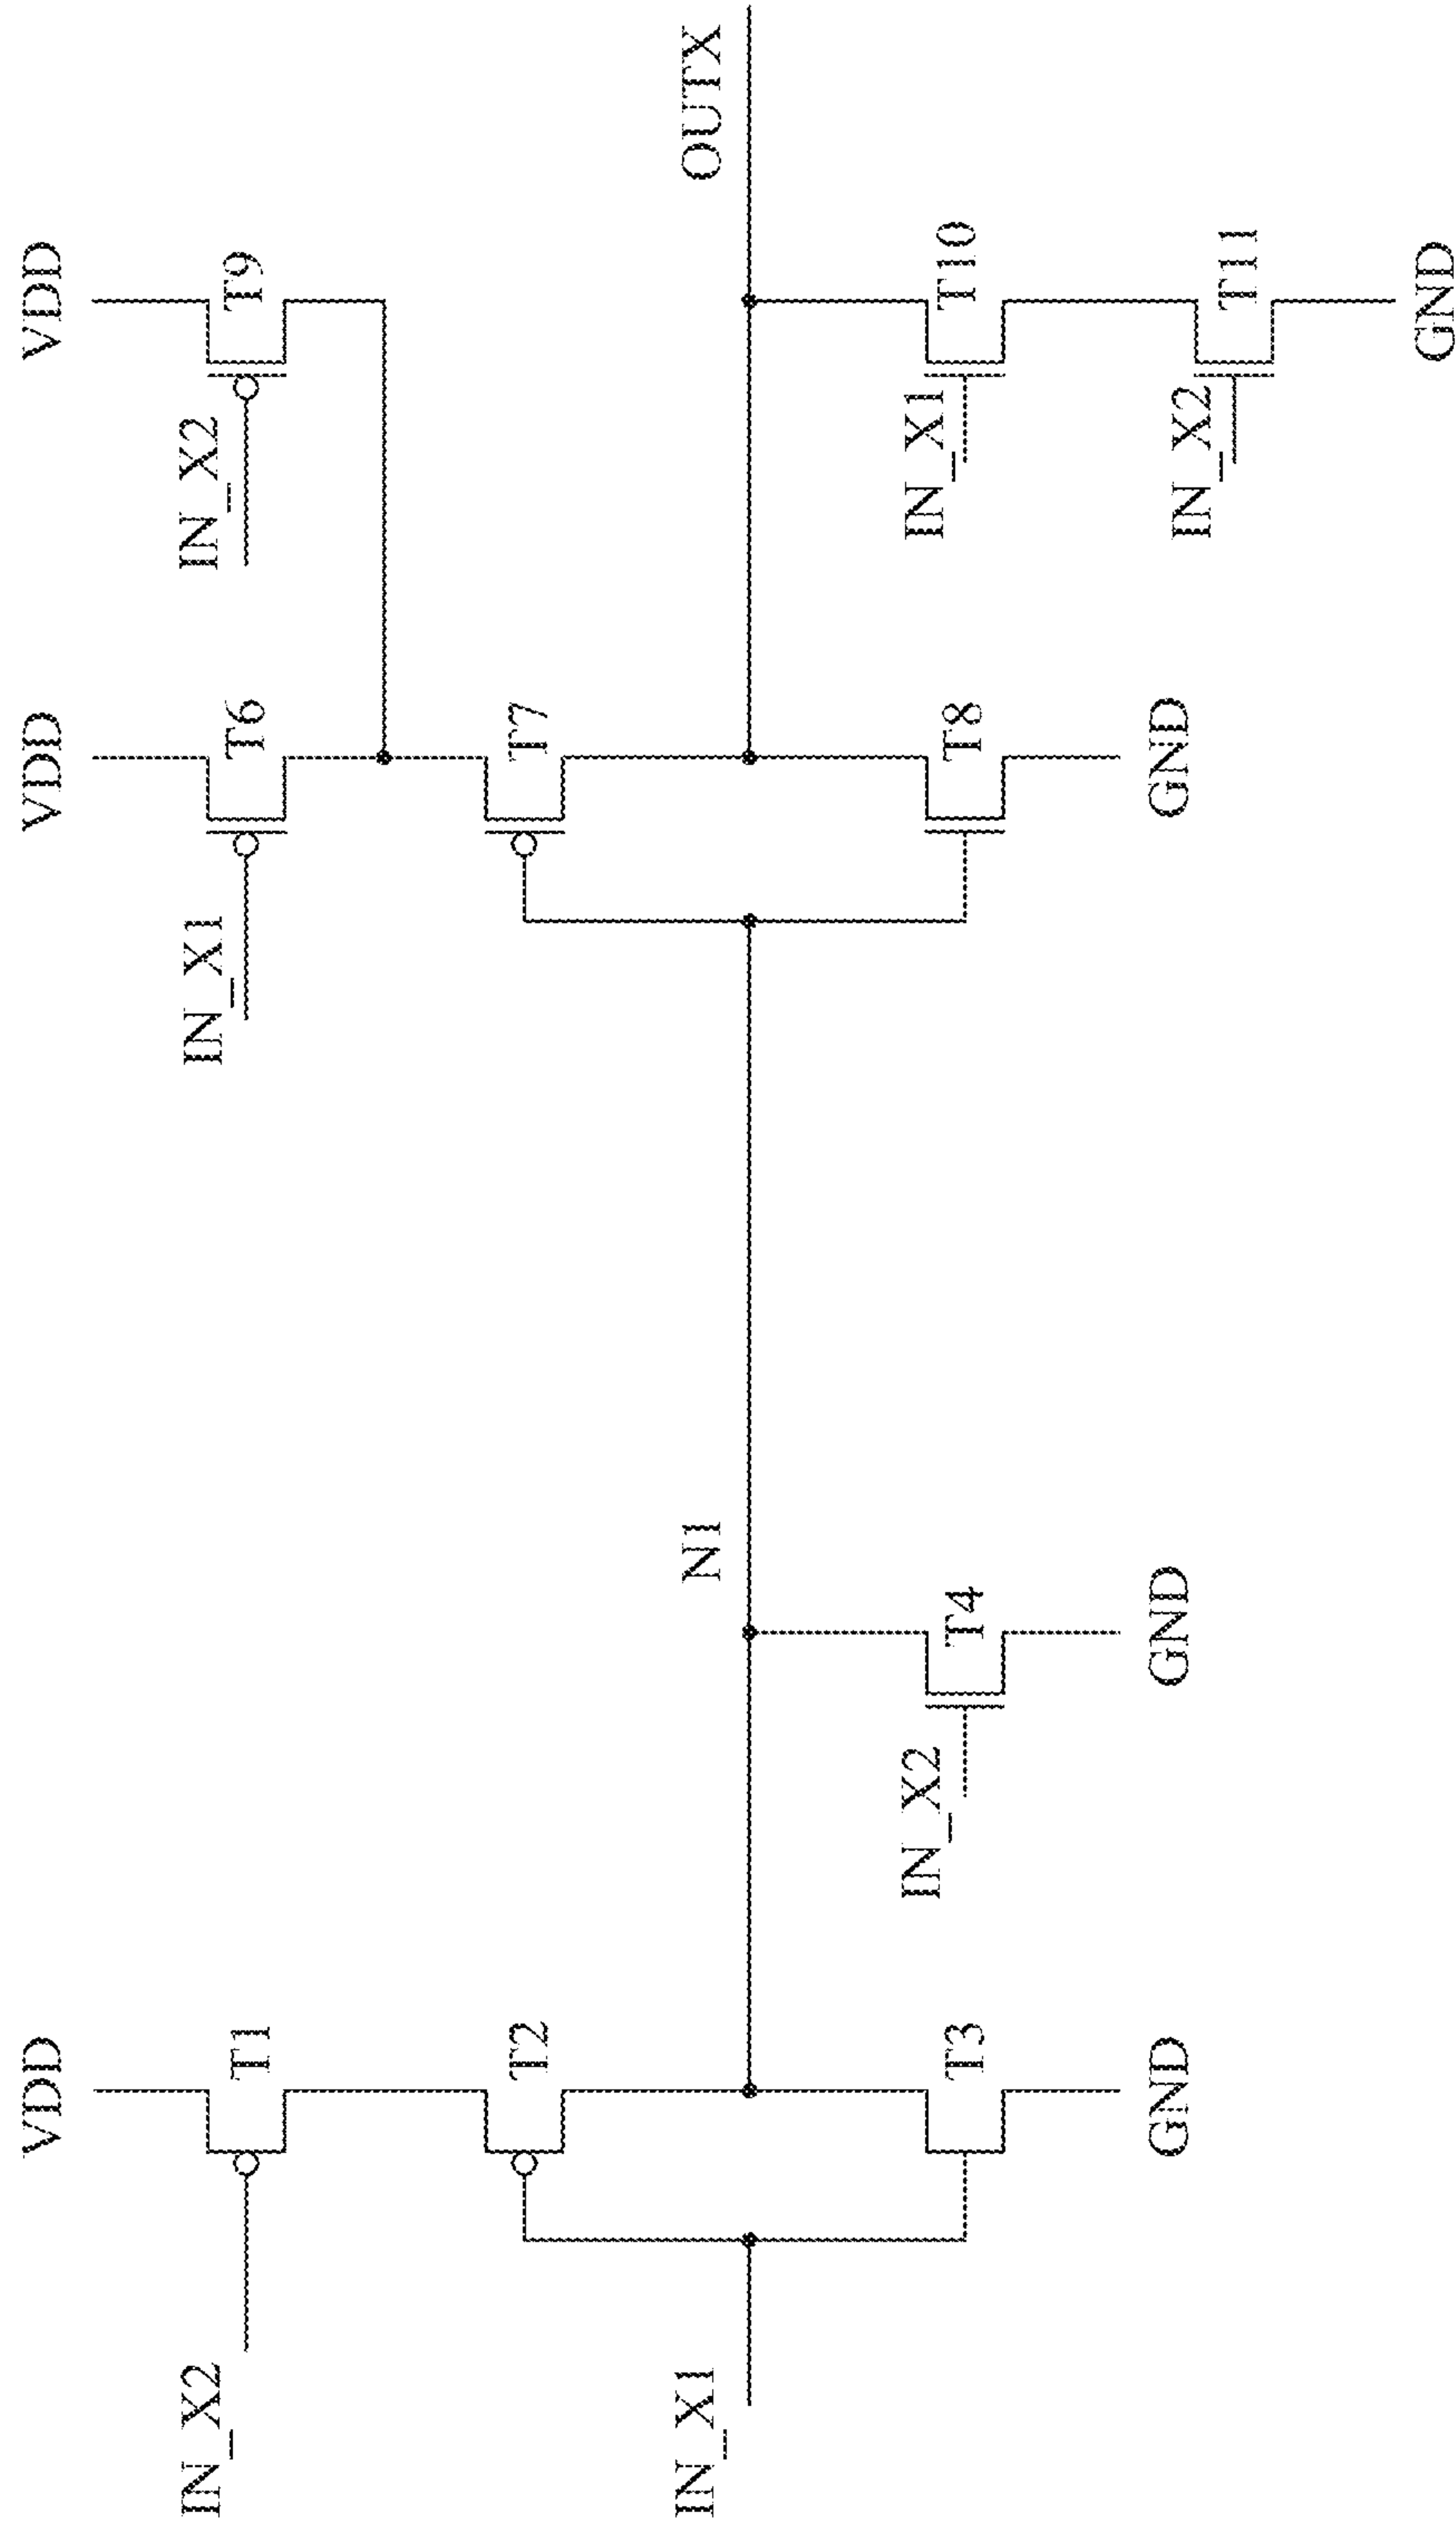 VDD
VDD
VDD
IN_X2
T1
IN_X1
T6
IN_X2
T9
T2
T7
IN_X1
N1
OUTX
T3
IN_X2
T4
T8
IN_X1
T10
GND
GND
GND
IN_X2
T11
GND